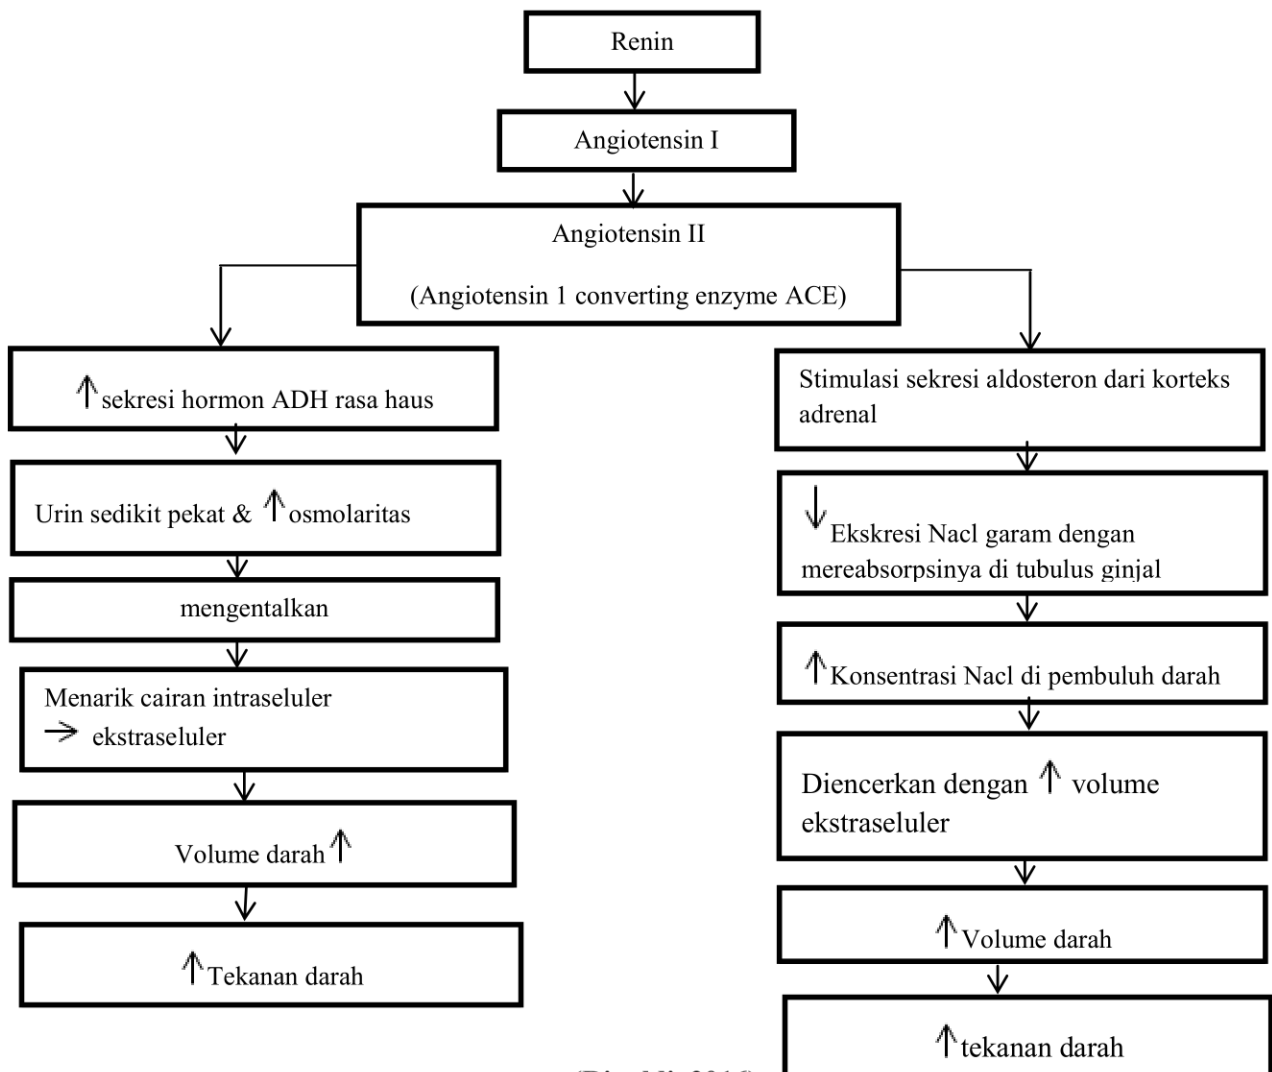 Renin
Angiotensin I
Angiotensin II
(Angiotensin 1 converting enzyme ACE)
↑ sekresi hormon ADH rasa haus
Urin sedikit pekat & ↑ osmolaritas
mengentalkan
Menarik cairan intraseluler
→ ekstraseluler
Volume darah ↑
↑ Tekanan darah
Stimulasi sekresi aldosteron dari korteks
adrenal
↓ Ekskresi Nacl garam dengan
mereabsorpsinya di tubulus ginjal
↑ Konsentrasi Nacl di pembuluh darah
Diencerkan dengan ↑ volume
ekstraseluler
↑ Volume darah
↑ tekanan darah